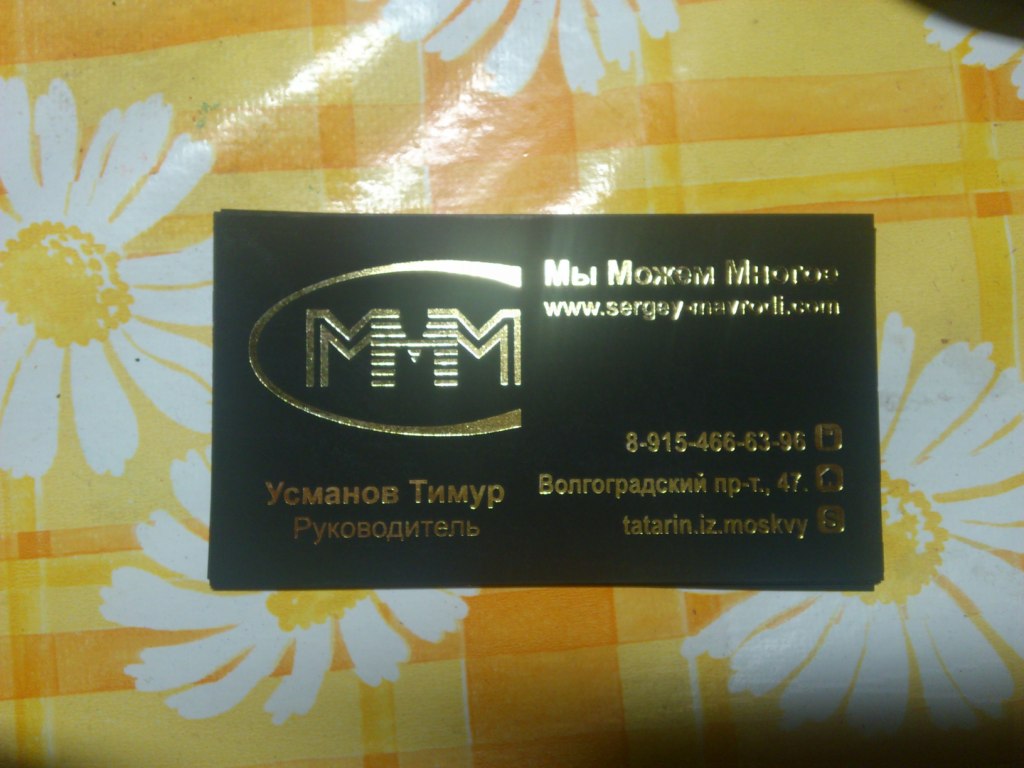 Мы Можем Многое
www.sergey-mavrodi.com
МММ
8-915-466-63-96
Волгоградский пр-т., 47.
tatarin.iz.moskvy
Усманов Тимур
Руководитель